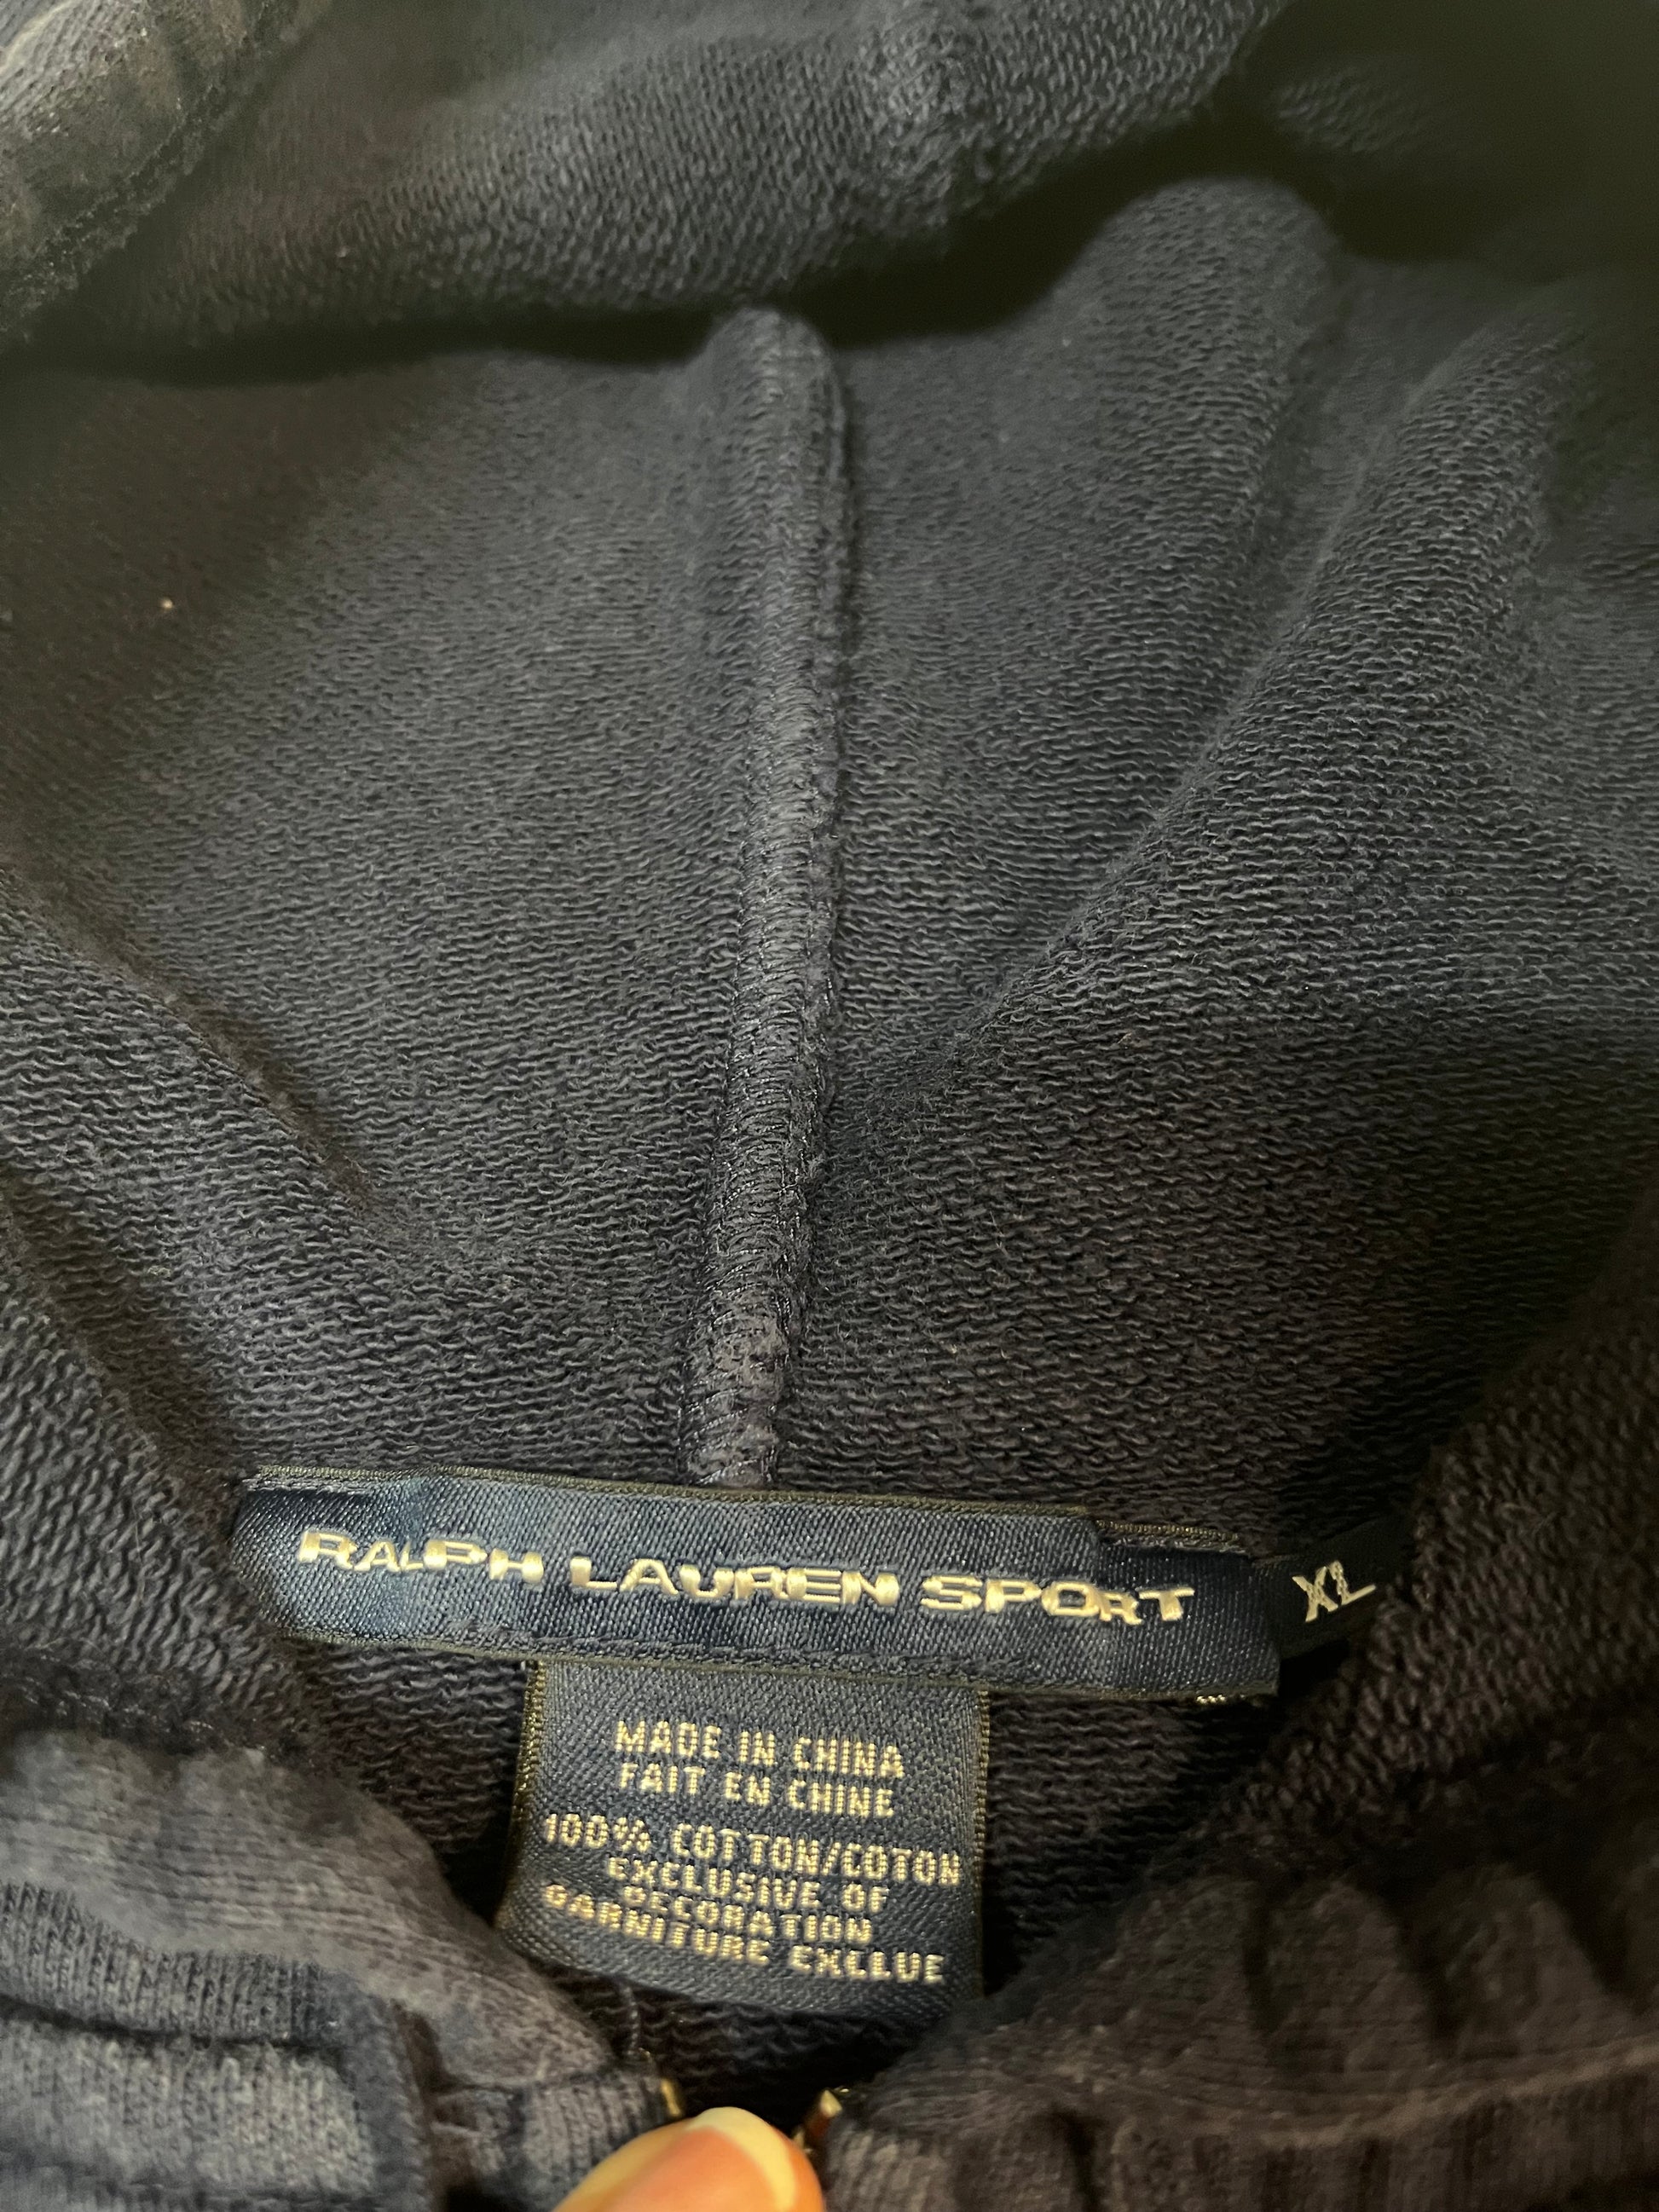 RALPH LAUREN SPORT
XL
MADE IN CHINA
FAIT EN CHINE
100% COTTON/COTON
EXCLUSIVE OF
DECORATION
GARNITURE EXCLUE